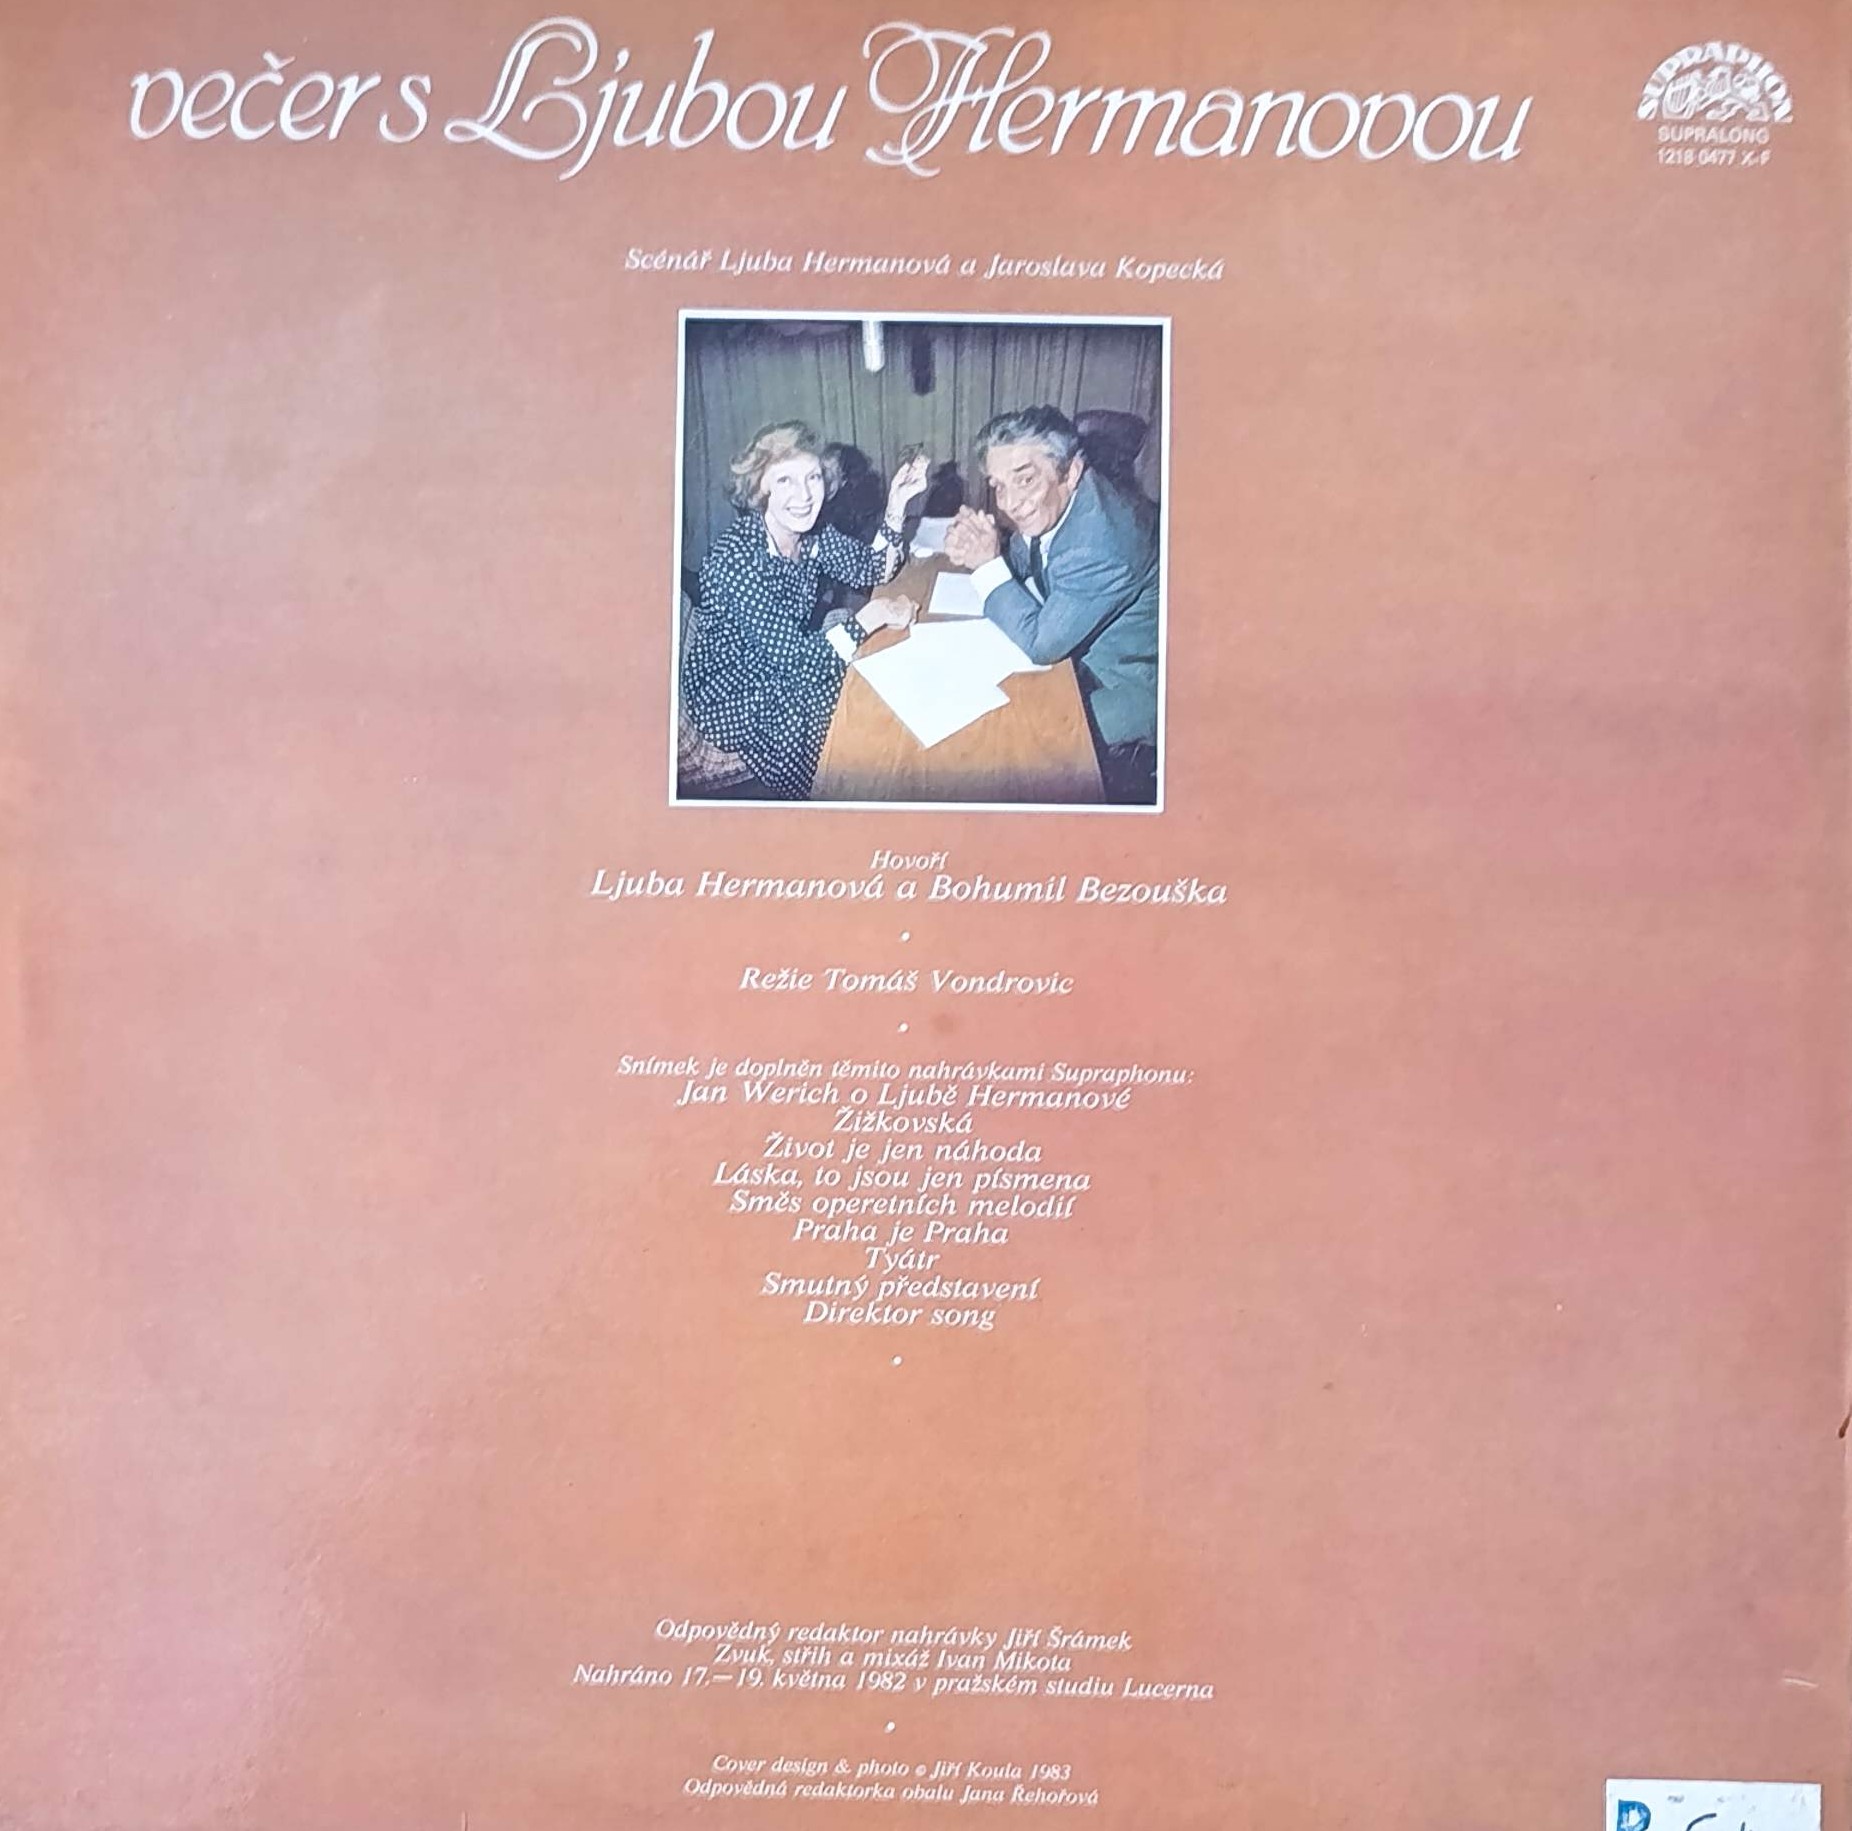 večer s Ljubou Hermanovou
SUPRAPHON
SUPRALONG
1218 0477 X-F
Scénář Ljuba Hermanová a Jaroslava Kopecká
Hovoří
Ljuba Hermanová a Bohumil Bezouška
•
Režie Tomáš Vondrovic
•
Snímek je doplněn těmito nahrávkami Supraphonu:
Jan Werich o Ljubě Hermanové
Žižkovská
Život je jen náhoda
Láska, to jsou jen písmena
Směs operetních melodií
Praha je Praha
Tyátr
Smutný představení
Direktor song
•
Odpovědný redaktor nahrávky Jiří Šrámek
Zvuk, střih a mixáž Ivan Mikota
Nahráno 17.—19. května 1982 v pražském studiu Lucerna
•
Cover design & photo © Jiří Koula 1983
Odpovědná redaktorka obalu Jana Řehořová